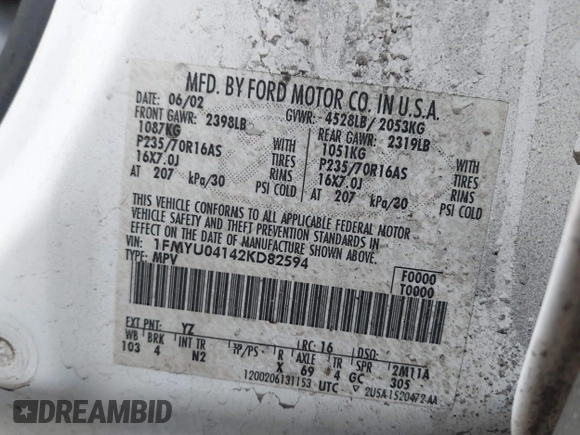 MFD. BY FORD MOTOR CO. IN U.S.A.
DATE: 06/02 GVWR: 4528LB/ 2053KG
FRONT GAWR: 2398LB REAR GAWR: 2319LB
1087KG WITH 1051KG WITH
P235/70R16AS TIRES P235/70R16AS TIRES
16X7.0J RIMS 16X7.0J RIMS
AT 207 kPa/30 PSI COLD AT 207 kPa/30 PSI COLD
THIS VEHICLE CONFORMS TO ALL APPLICABLE FEDERAL MOTOR
VEHICLE SAFETY AND THEFT PREVENTION STANDARDS IN
EFFECT ON THE DATE OF MANUFACTURE SHOWN ABOVE.
VIN: 1FMYU04142KD82594 F0000
TYPE: MPV T0000
EXT PNT: YZ RC: 16 DSO:
WB BRK INT TR TP/PS R AXLE TR SPR 2M11A
103 4 N2 X 69 4 GC 305
1200206131153 UTC 2U5A-1520472-AA
DREAMBID